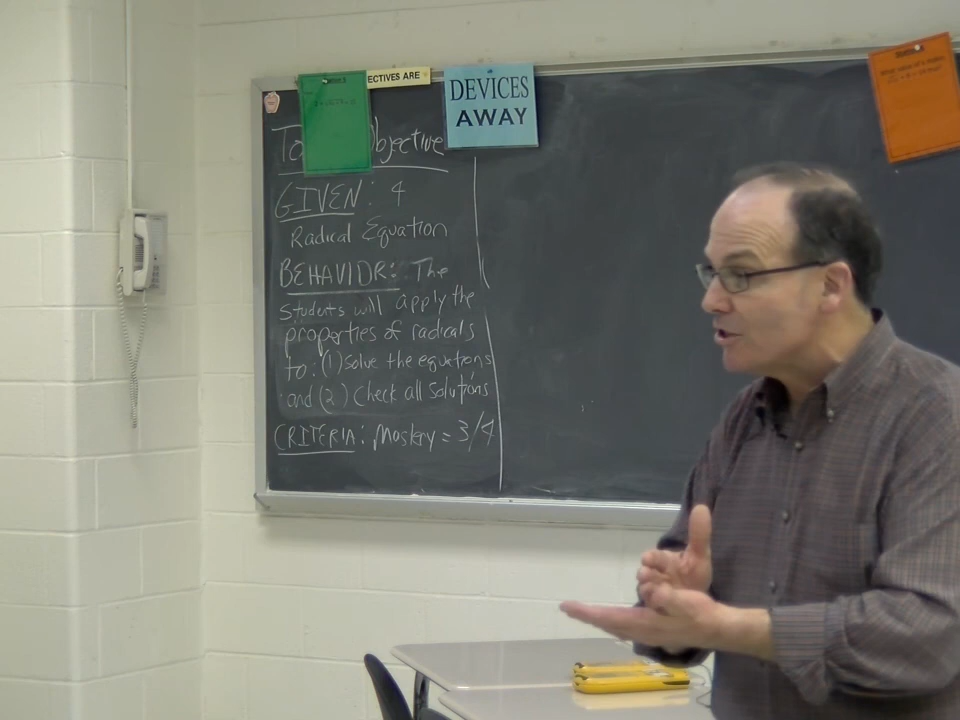 ECTIVES ARE
DEVICES
AWAY
To Objective
GIVEN: 4
Radical Equation
BEHAVIOR: The
students will apply the
properties of radicals
to: (1) solve the equations
and (2) Check all solutions
CRITERIA: Mastery = 3/4